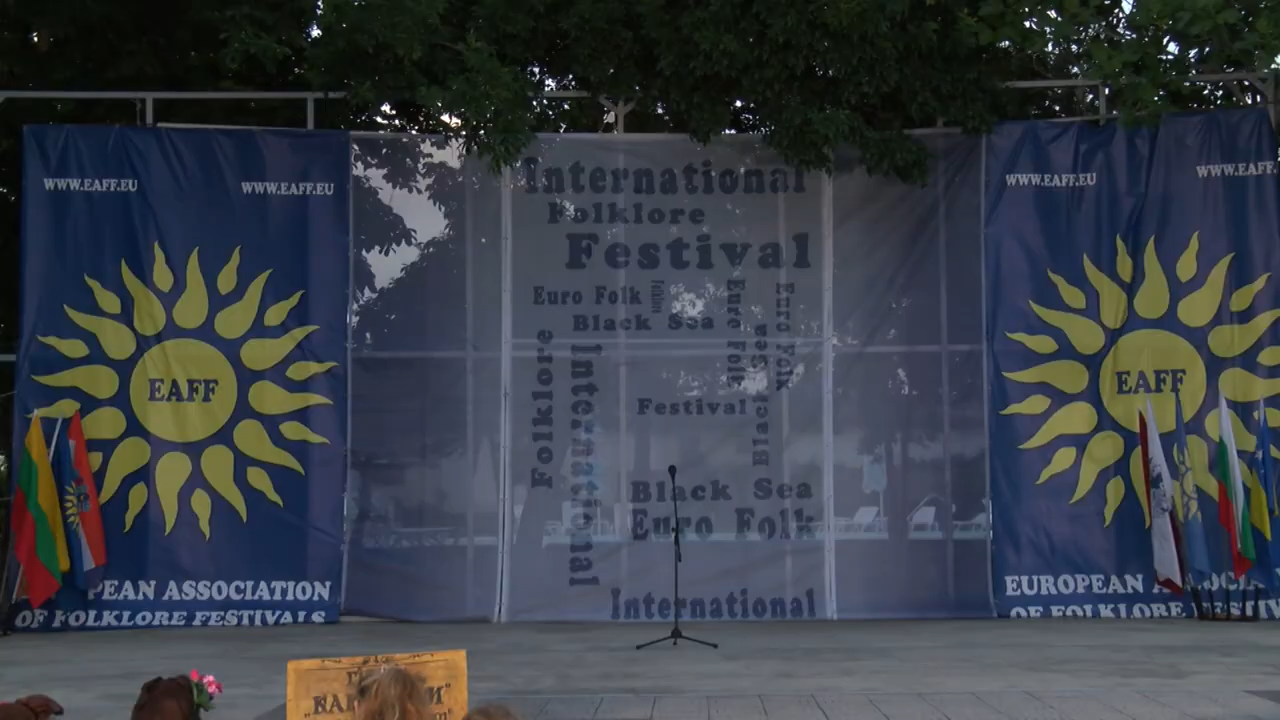 WWW.EAFF.EU
WWW.EAFF.EU
EAFF
PEAN ASSOCIATION
OF FOLKLORE FESTIVALS
International
Folklore
Festival
Euro Folk
Folklore
Black Sea
Euro Folk
Euro Folk
Folklore
International
Black Sea
Festival
Black Sea
Euro Folk
International
WWW.EAFF.EU
WWW.EAFF.
EAFF
EUROPEAN
OF FOLKLORE